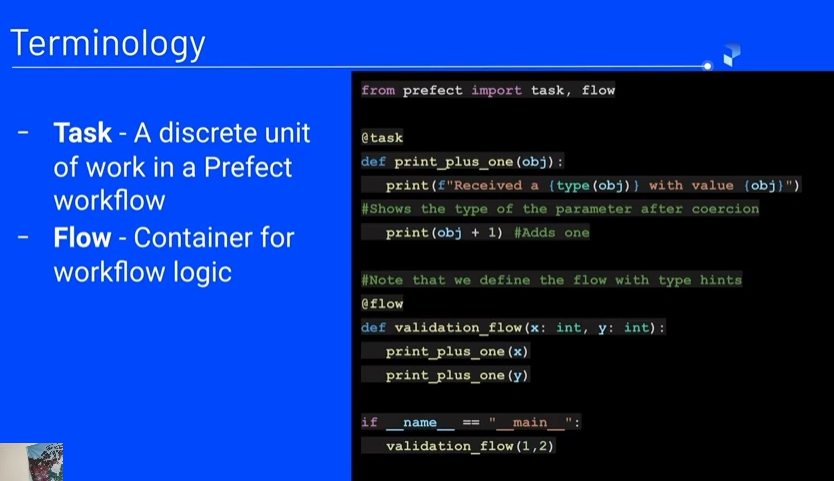 Terminology
- Task - A discrete unit
of work in a Prefect
workflow
- Flow - Container for
workflow logic
from prefect import task, flow
@task
def print_plus_one(obj):
print(f"Received a {type(obj)} with value {obj}")
#Shows the type of the parameter after coercion
print(obj + 1) #Adds one
#Note that we define the flow with type hints
@flow
def validation_flow(x: int, y: int):
print_plus_one(x)
print_plus_one(y)
if __name__ == "__main__":
validation_flow(1,2)